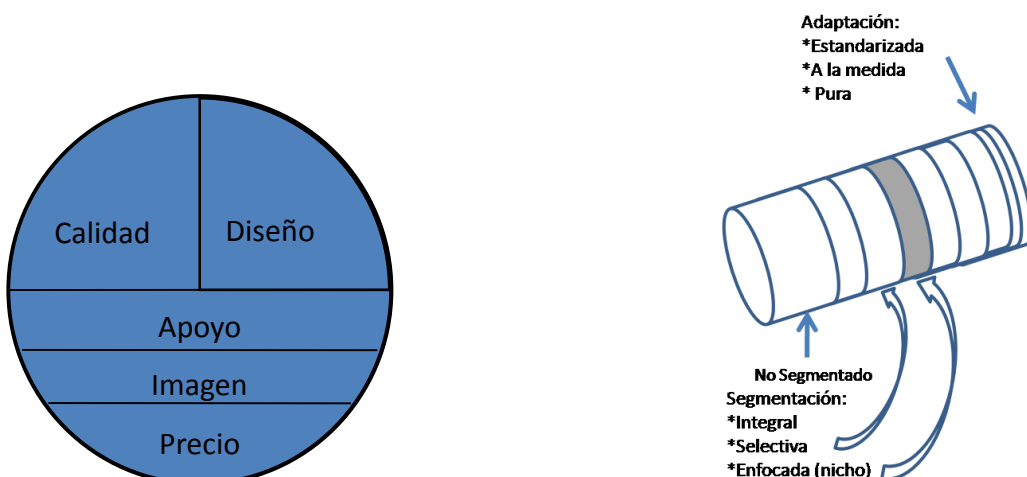 Calidad
Diseño
Apoyo
Imagen
Precio
Adaptación:
*Estandarizada
*A la medida
* Pura
No Segmentado
Segmentación:
*Integral
*Selectiva
*Enfocada (nicho)